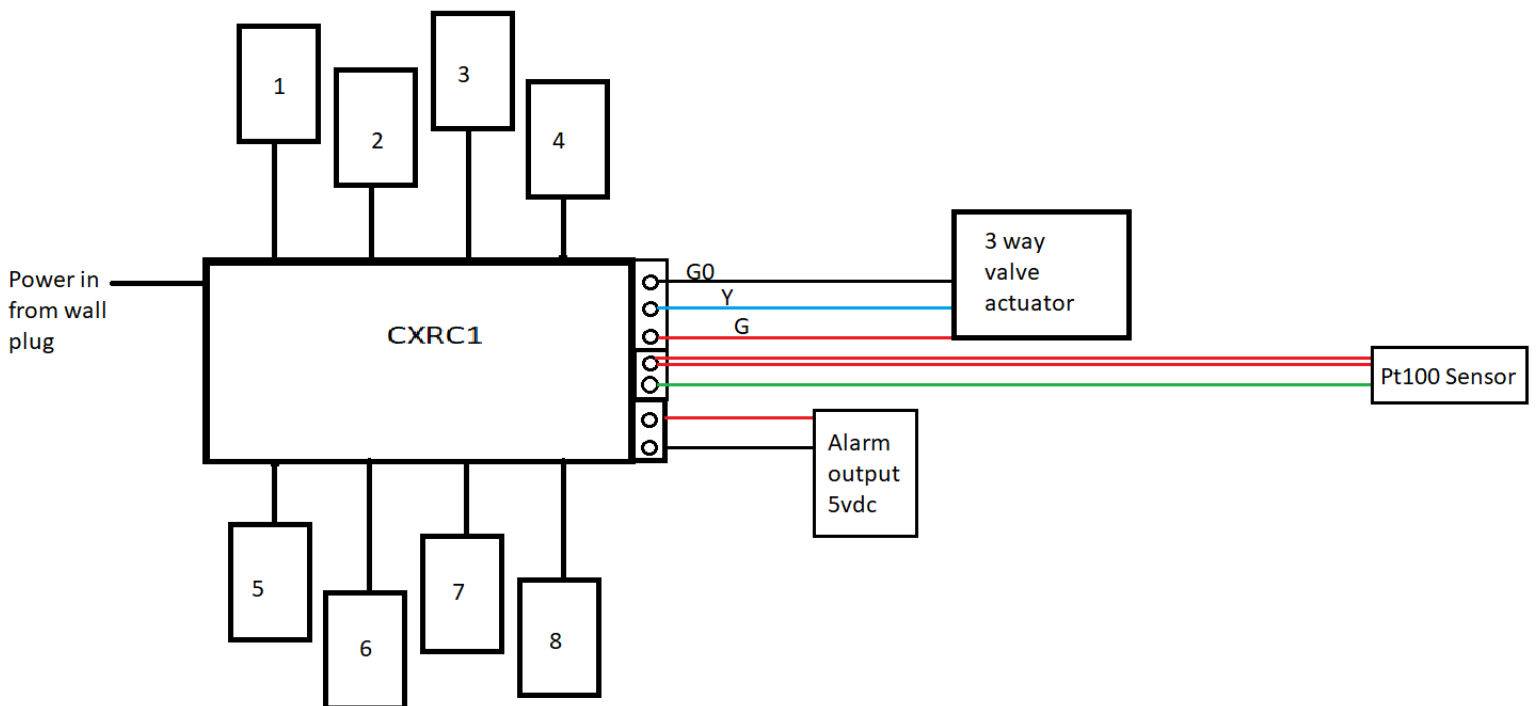 1
2
3
4
Power in
from wall
plug
CXRC1
G0
Y
G
3 way
valve
actuator
Pt100 Sensor
Alarm
output
5vdc
5
6
7
8